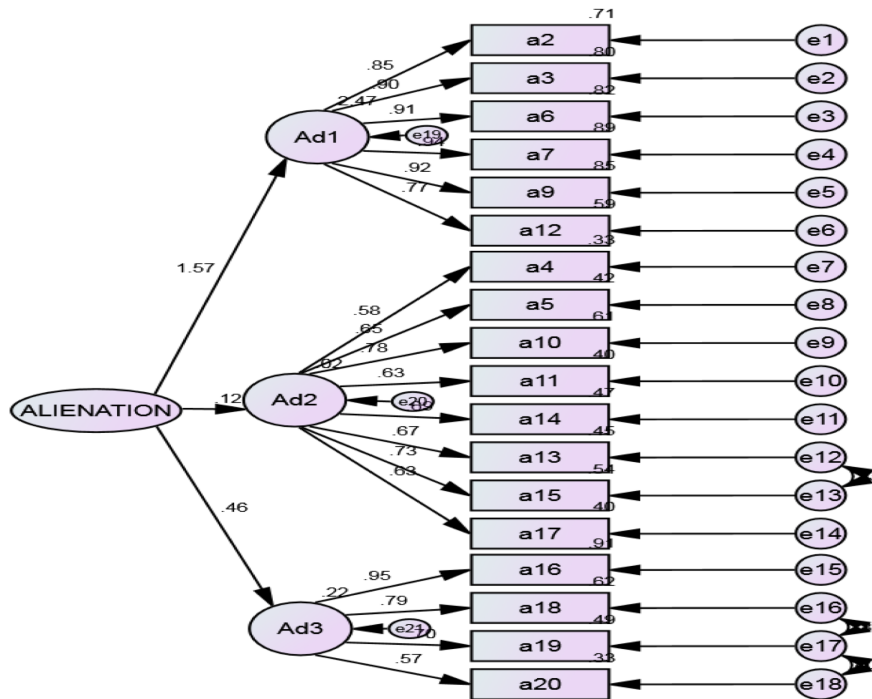 .71
a2
e1
.80
.85
a3
e2
.90
.82
2.47
a6
e3
.91
.89
Ad1
e19
.94
a7
e4
.85
.92
a9
e5
.77
.59
a12
e6
.33
1.57
a4
e7
.42
.58
a5
e8
.65
.61
.78
a10
e9
.40
.02
.63
a11
e10
.47
ALIENATION
.12
Ad2
e20
.69
a14
e11
.45
.67
a13
e12
.54
.73
a15
e13
.40
.63
a17
e14
.91
.46
a16
e15
.95
.62
.22
.79
a18
e16
.49
Ad3
e21
.70
a19
e17
.33
.57
a20
e18